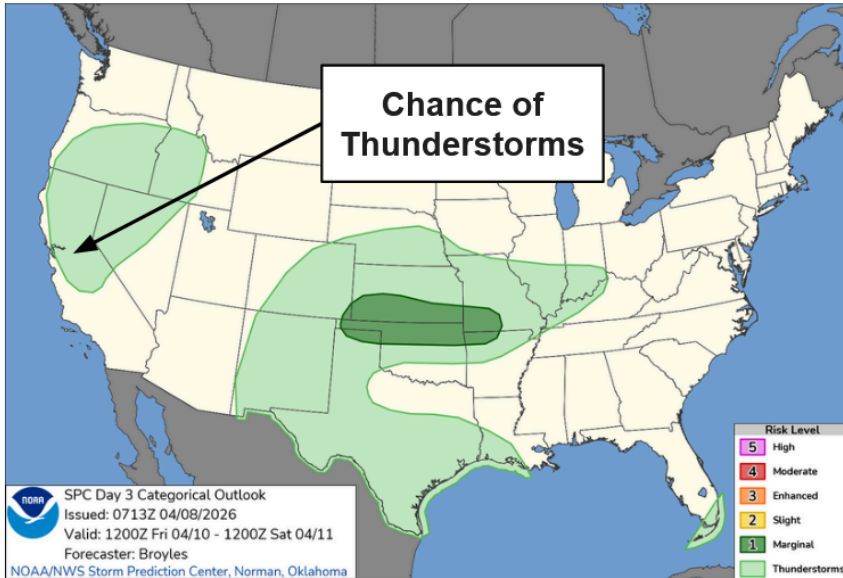 Chance of
Thunderstorms
Risk Level
5 High
4 Moderate
3 Enhanced
2 Slight
1 Marginal
Thunderstorms
NOAA
SPC Day 3 Categorical Outlook
Issued: 0713Z 04/08/2026
Valid: 1200Z Fri 04/10 - 1200Z Sat 04/11
Forecaster: Broyles
NOAA/NWS Storm Prediction Center, Norman, Oklahoma